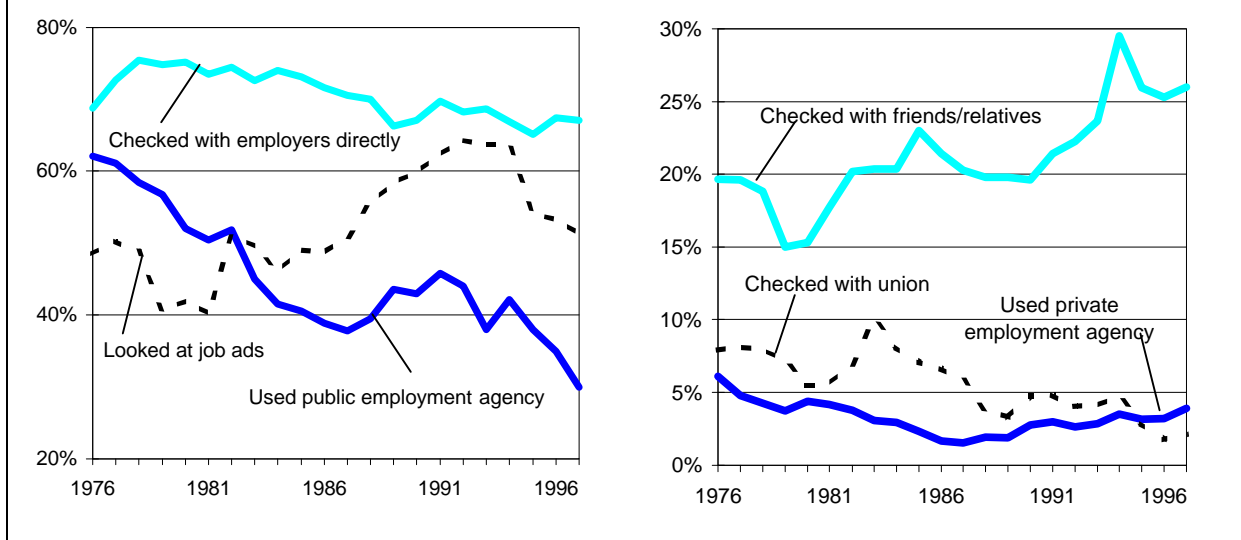 80%
Checked with employers directly
60%
40%
Looked at job ads
Used public employment agency
20%
1976 1981 1986 1991 1996
30%
25%
Checked with friends/relatives
20%
15%
Checked with union
Used private
employment agency
10%
5%
0%
1976 1981 1986 1991 1996